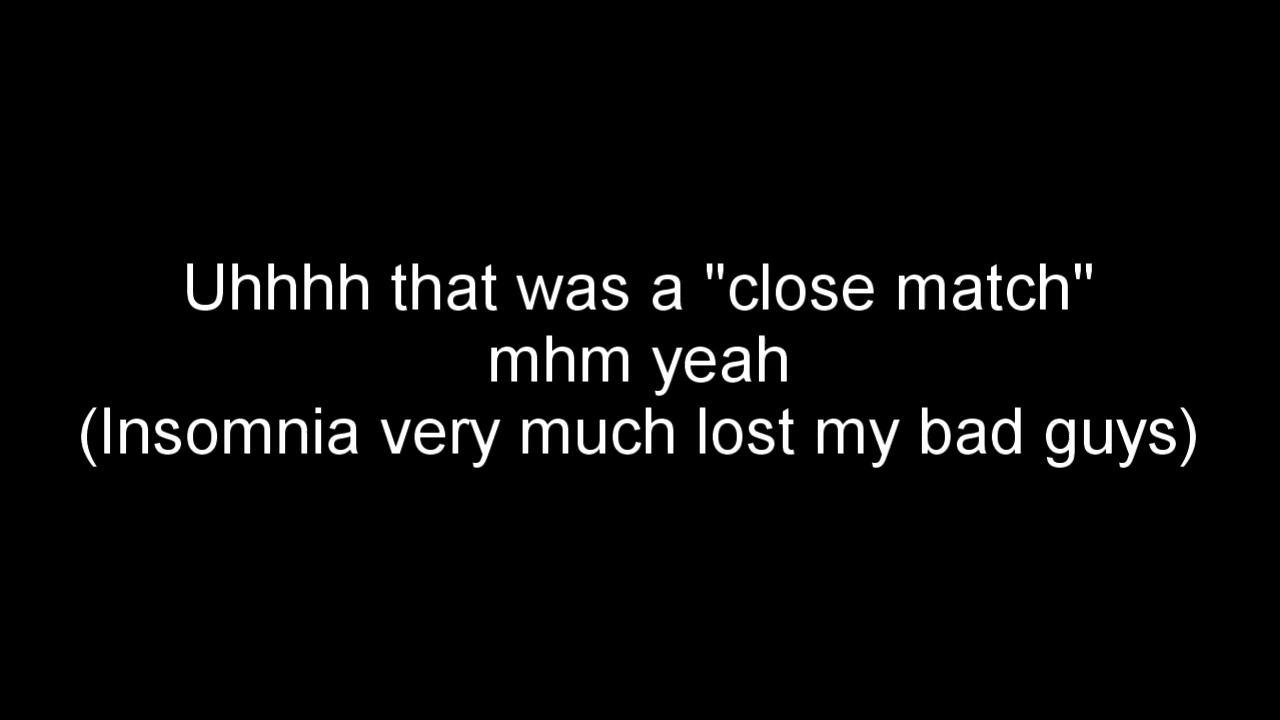 Uhhhh that was a "close match"
mhm yeah
(Insomnia very much lost my bad guys)